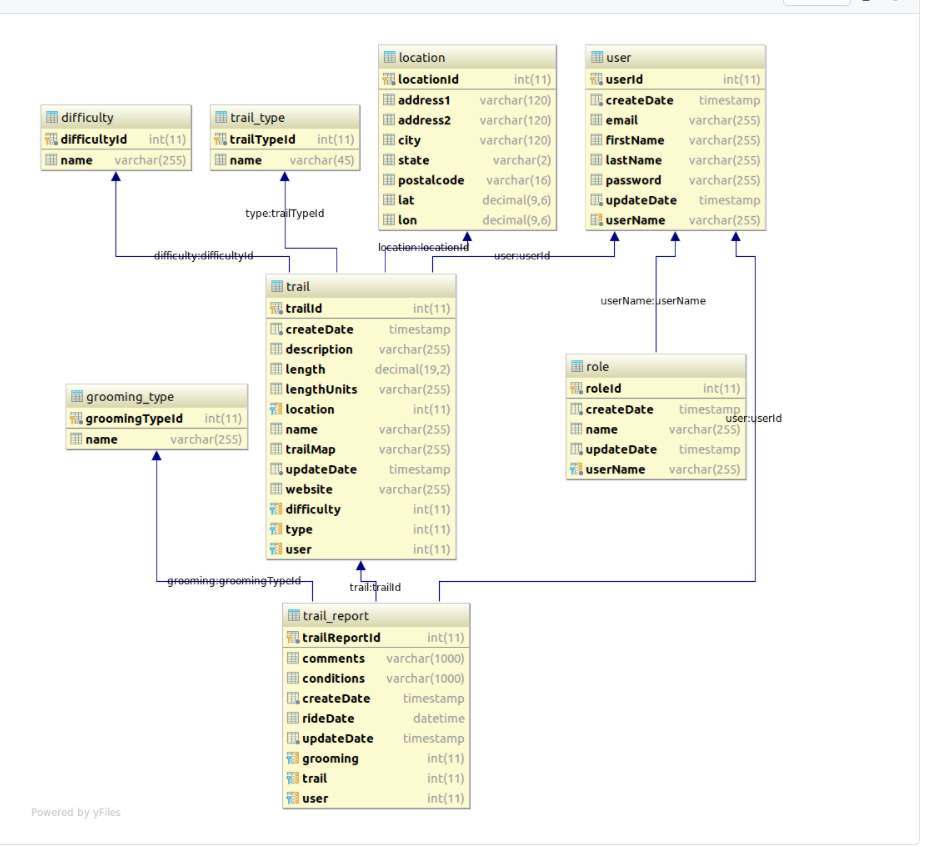 location
locationId int(11)
address1 varchar(120)
address2 varchar(120)
city varchar(120)
state varchar(2)
postalcode varchar(16)
lat decimal(9,6)
lon decimal(9,6)
user
userId int(11)
createDate timestamp
email varchar(255)
firstName varchar(255)
lastName varchar(255)
password varchar(255)
updateDate timestamp
userName varchar(255)
difficulty
difficultyId int(11)
name varchar(255)
trail_type
trailTypeId int(11)
name varchar(45)
type:trailTypeId
difficulty:difficultyId
location:locationId
user:userId
userName:userName
trail
trailId int(11)
createDate timestamp
description varchar(255)
length decimal(19,2)
lengthUnits varchar(255)
location int(11)
name varchar(255)
trailMap varchar(255)
updateDate timestamp
website varchar(255)
difficulty int(11)
type int(11)
user int(11)
role
roleId int(11)
createDate timestamp
name varchar(255)
updateDate timestamp
userName varchar(255)
user:userId
grooming_type
groomingTypeId int(11)
name varchar(255)
grooming:groomingTypeId
trail:trailId
trail_report
trailReportId int(11)
comments varchar(1000)
conditions varchar(1000)
createDate timestamp
rideDate datetime
updateDate timestamp
grooming int(11)
trail int(11)
user int(11)
Powered by yFiles